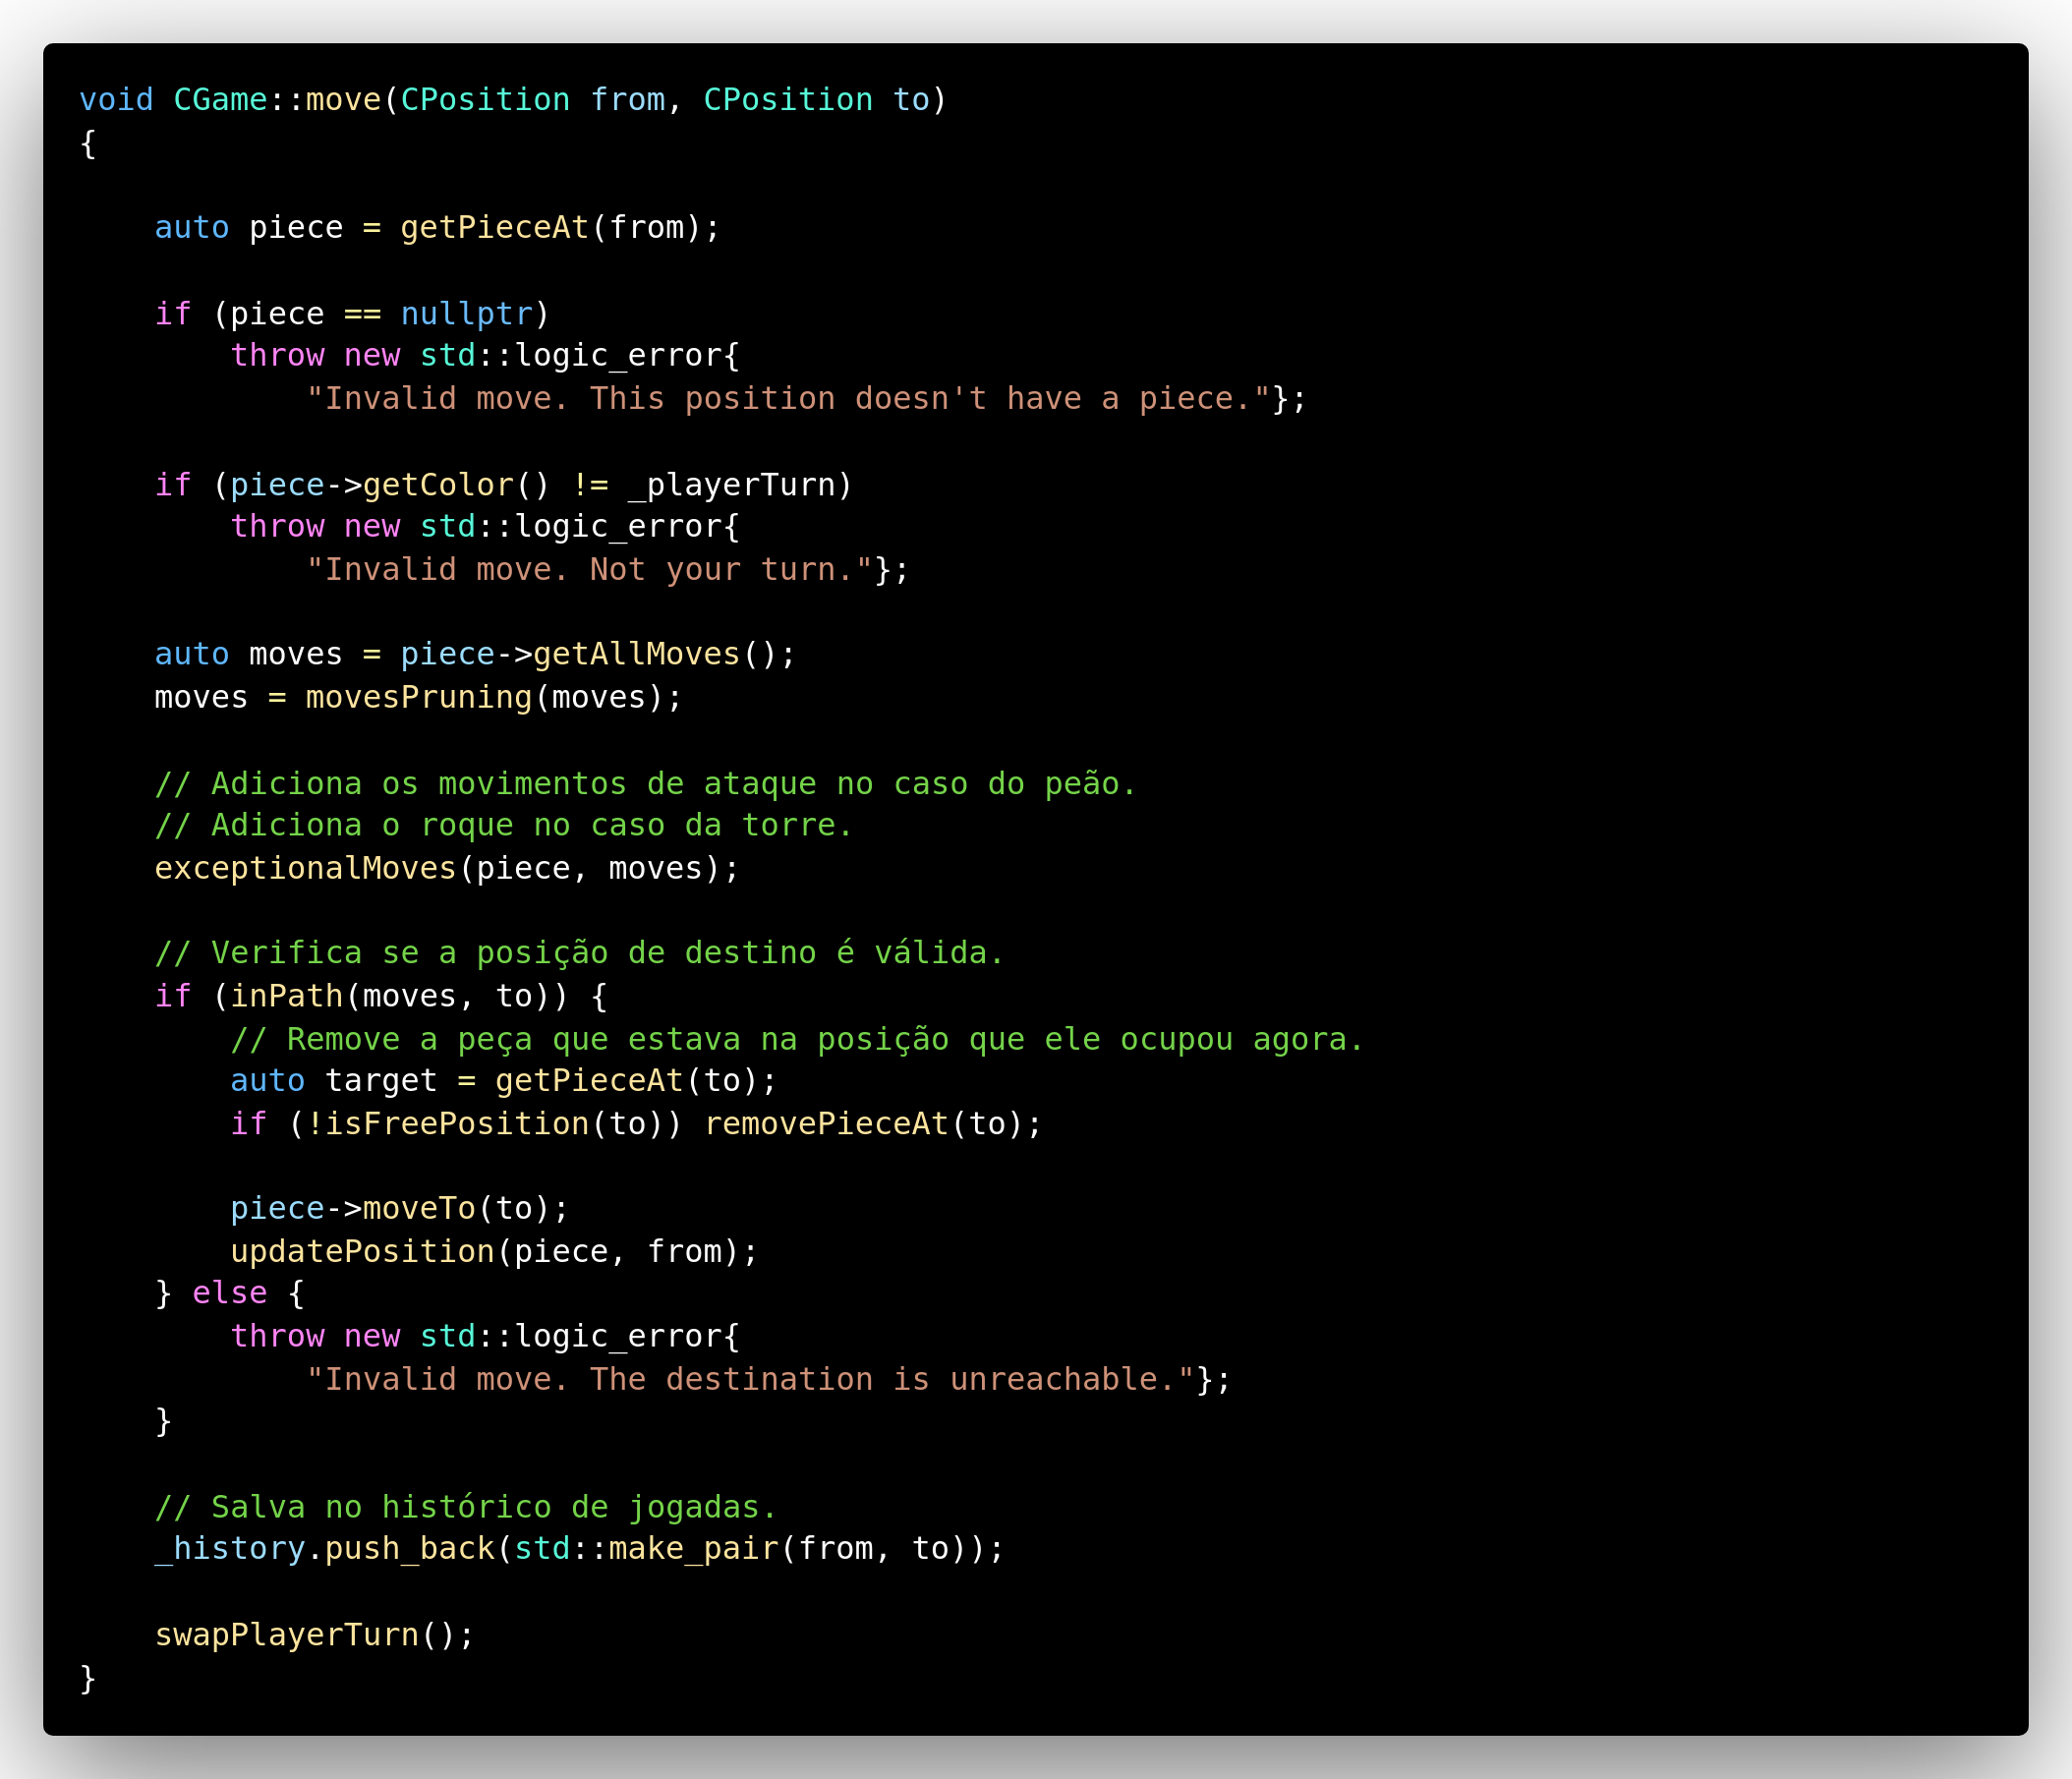 void CGame::move(CPosition from, CPosition to)
{

    auto piece = getPieceAt(from);

    if (piece == nullptr)
        throw new std::logic_error{
            "Invalid move. This position doesn't have a piece."};

    if (piece->getColor() != _playerTurn)
        throw new std::logic_error{
            "Invalid move. Not your turn."};

    auto moves = piece->getAllMoves();
    moves = movesPruning(moves);

    // Adiciona os movimentos de ataque no caso do peão.
    // Adiciona o roque no caso da torre.
    exceptionalMoves(piece, moves);

    // Verifica se a posição de destino é válida.
    if (inPath(moves, to)) {
        // Remove a peça que estava na posição que ele ocupou agora.
        auto target = getPieceAt(to);
        if (!isFreePosition(to)) removePieceAt(to);

        piece->moveTo(to);
        updatePosition(piece, from);
    } else {
        throw new std::logic_error{
            "Invalid move. The destination is unreachable."};
    }

    // Salva no histórico de jogadas.
    _history.push_back(std::make_pair(from, to));

    swapPlayerTurn();
}